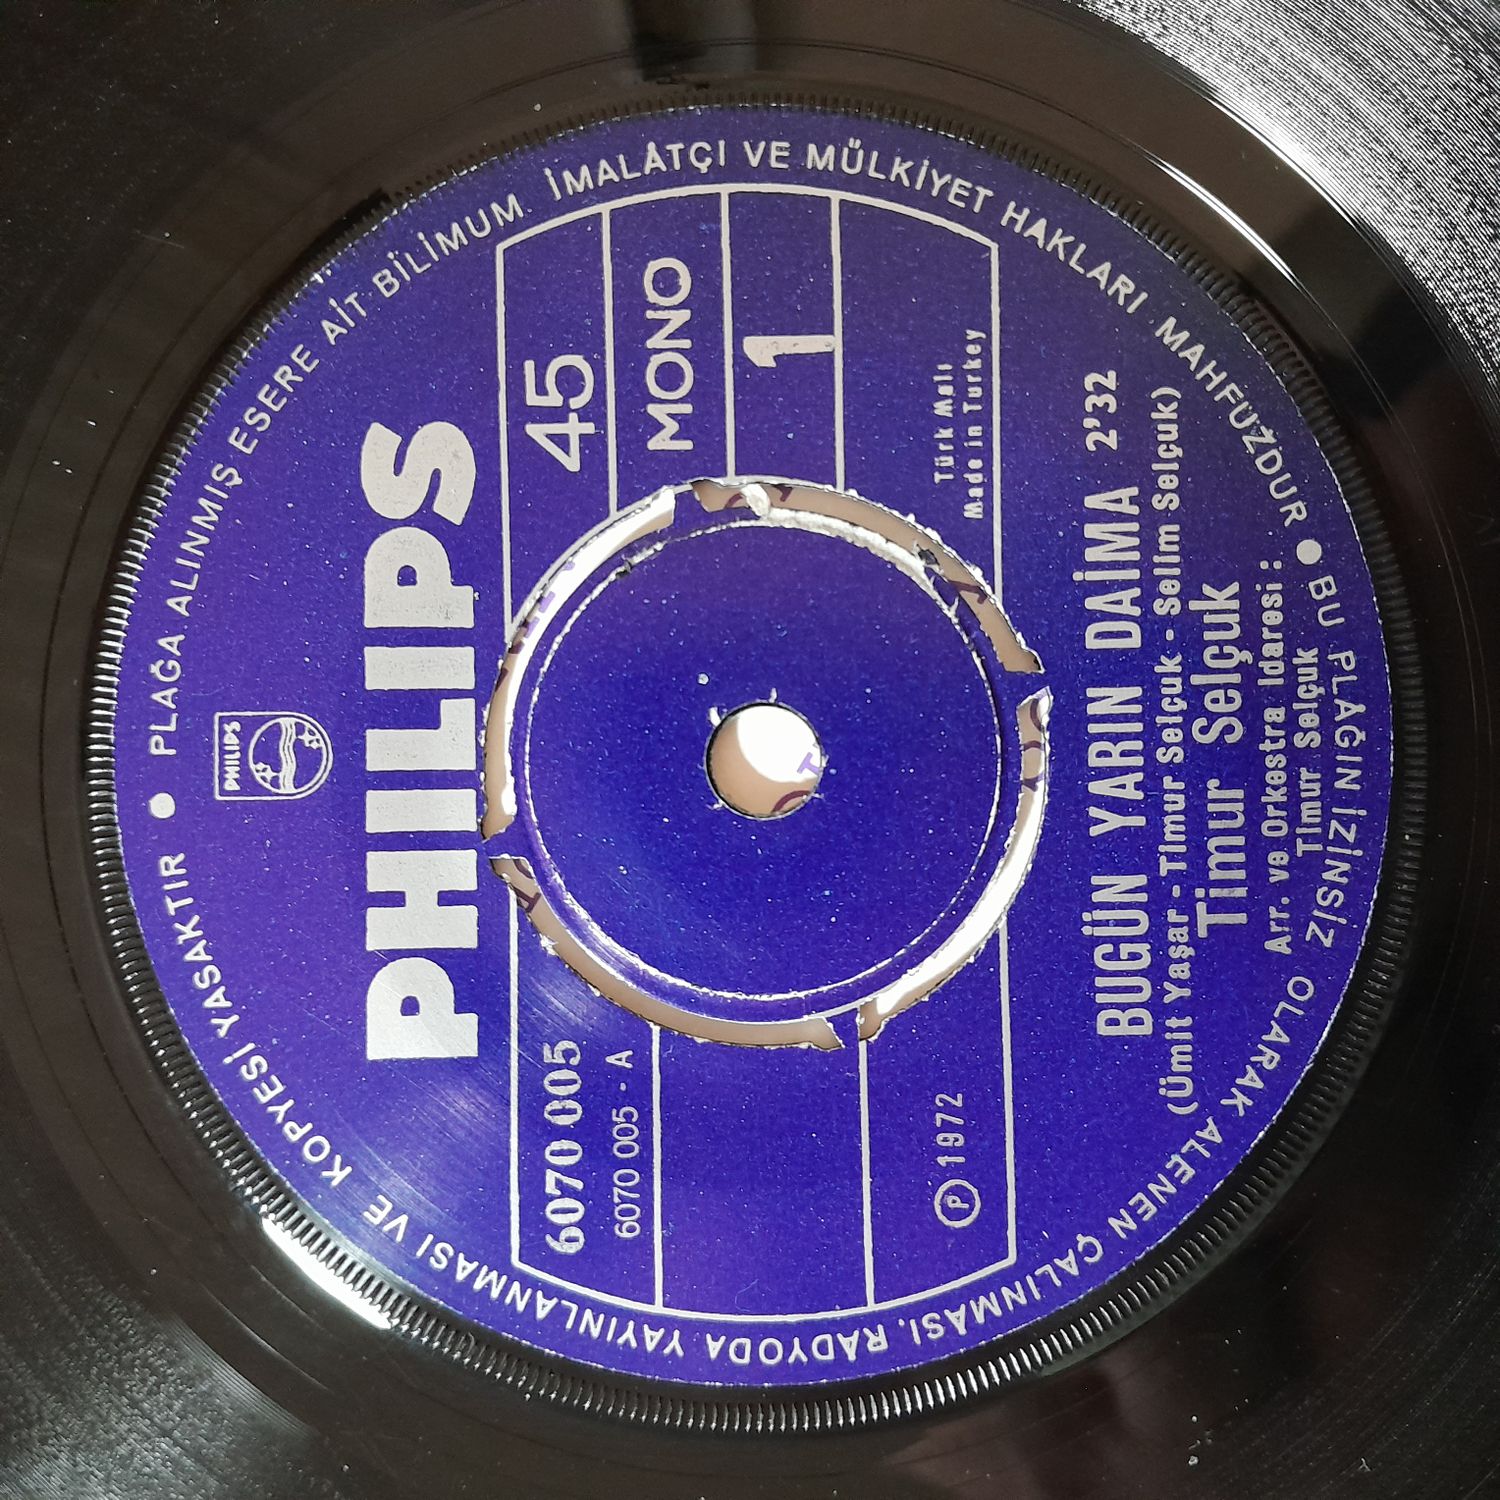 PLAĞA ALINMIŞ ESERE AİT BİLİMUM İMALÂTÇI VE MÜLKİYET HAKLARI MAHFUZDUR ● BU PLÂĞIN İZİNSİZ OLARAK ALENEN ÇALINMASI, RADYODA YAYINLANMASI VE KOPYESİ YASAKTIR ●
PHILIPS
PHILIPS
6070 005
45
6070 005 - A
MONO
1
℗ 1972
Türk Malı
Made in Turkey
BUGÜN YARIN DAİMA 2'32
(Ümit Yaşar - Timur Selçuk - Selim Selçuk)
Timur Selçuk
Arr. ve Orkestra İdaresi :
Timur Selçuk